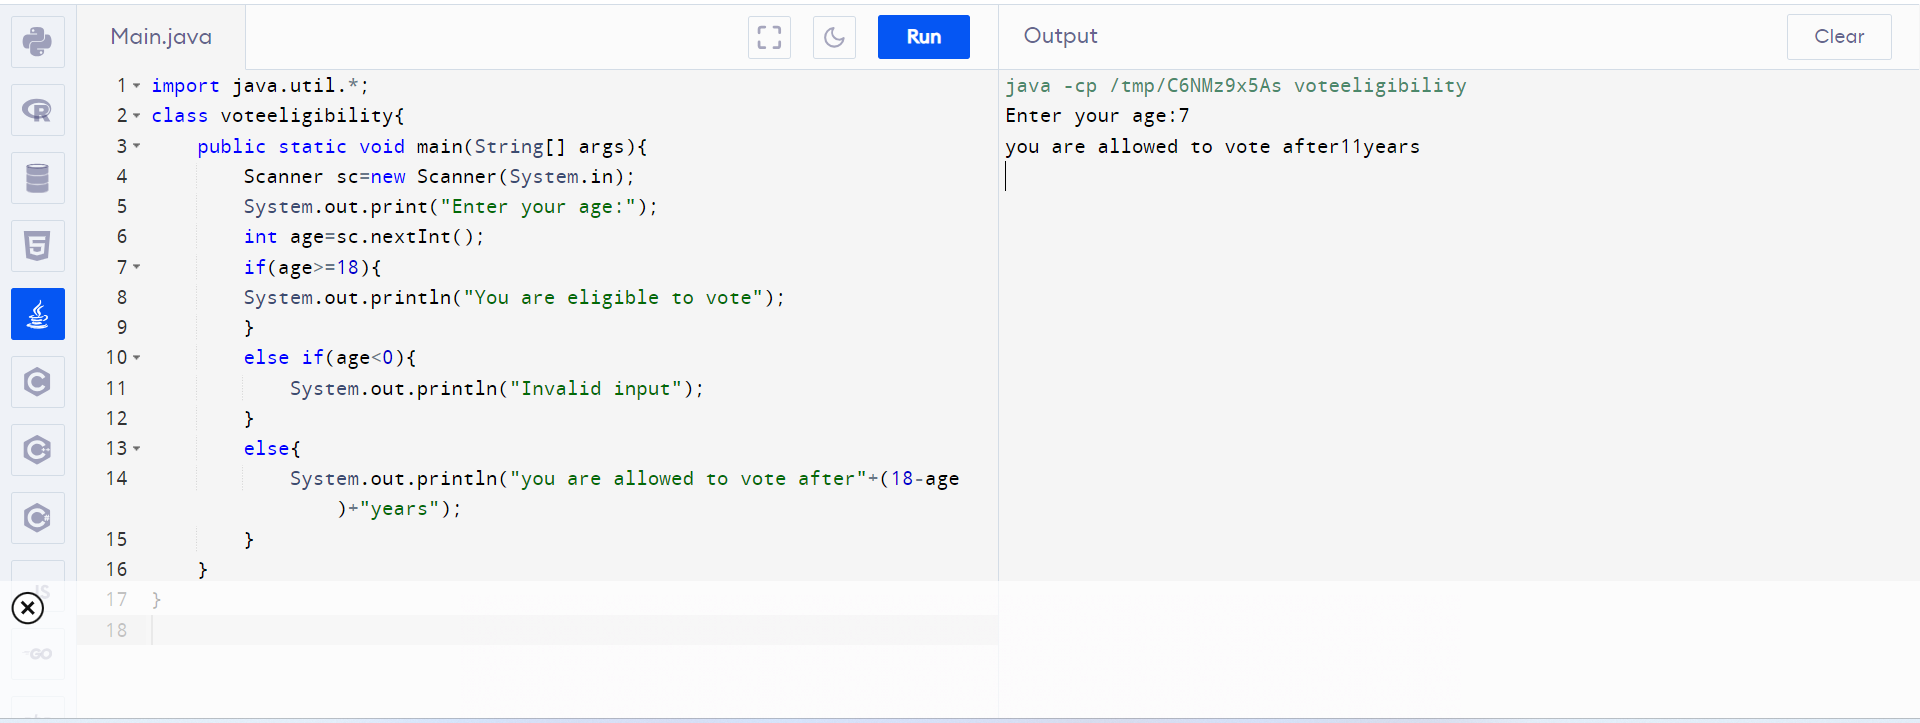 Main.java
Run
1 import java.util.*;
2 class voteeligibility{
3 public static void main(String[] args){
4 Scanner sc=new Scanner(System.in);
5 System.out.print("Enter your age:");
6 int age=sc.nextInt();
7 if(age>=18){
8 System.out.println("You are eligible to vote");
9 }
10 else if(age<0){
11 System.out.println("Invalid input");
12 }
13 else{
14 System.out.println("you are allowed to vote after"+(18-age
)+"years");
15 }
16 }
17 }
18
Output
Clear
java -cp /tmp/C6NMz9x5As voteeligibility
Enter your age:7
you are allowed to vote after11years
R
5
C
C++
C#
JS
GO